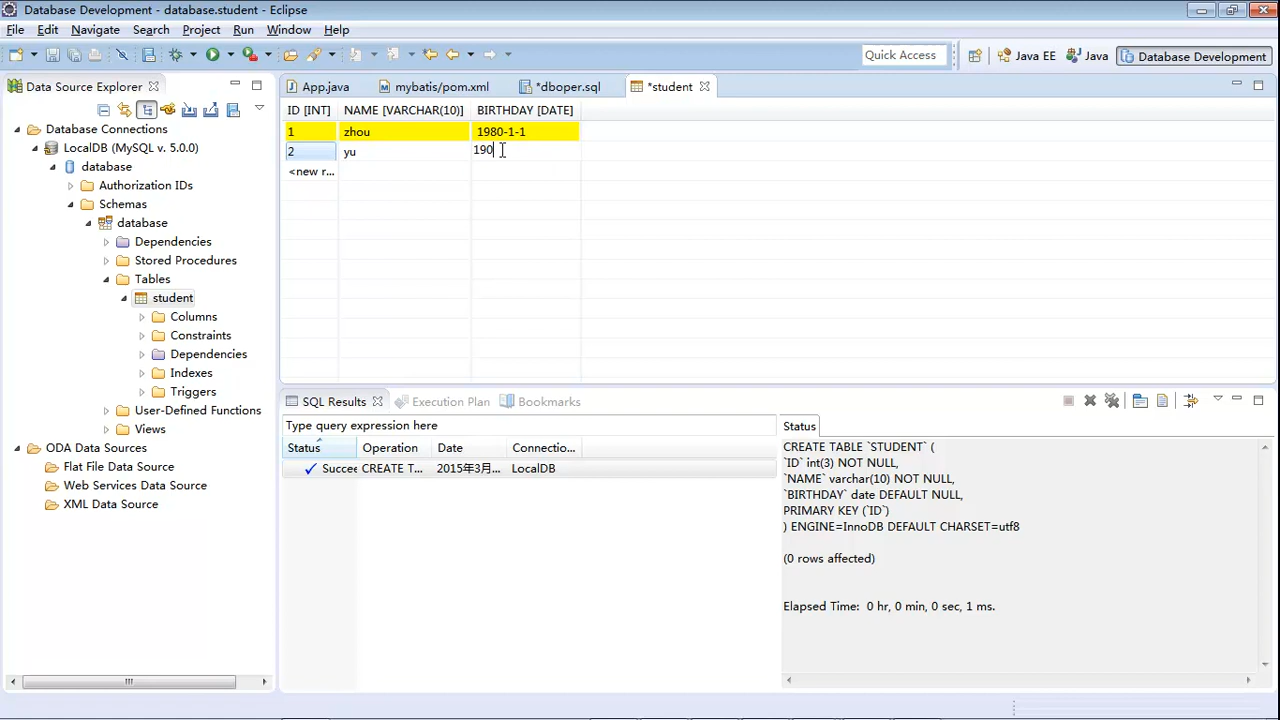 Database Development - database.student - Eclipse
File Edit Navigate Search Project Run Window Help
Quick Access Java EE Java Database Development
Data Source Explorer
Database Connections
LocalDB (MySQL v. 5.0.0)
database
Authorization IDs
Schemas
database
Dependencies
Stored Procedures
Tables
student
Columns
Constraints
Dependencies
Indexes
Triggers
User-Defined Functions
Views
ODA Data Sources
Flat File Data Source
Web Services Data Source
XML Data Source
App.java mybatis/pom.xml *dboper.sql *student
ID [INT] NAME [VARCHAR(10)] BIRTHDAY [DATE]
1 zhou 1980-1-1
2 yu 190
<new r...
SQL Results Execution Plan Bookmarks
Type query expression here
Status Operation Date Connectio...
Succee CREATE T... 2015年3月... LocalDB
Status
CREATE TABLE `STUDENT` (
`ID` int(3) NOT NULL,
`NAME` varchar(10) NOT NULL,
`BIRTHDAY` date DEFAULT NULL,
PRIMARY KEY (`ID`)
) ENGINE=InnoDB DEFAULT CHARSET=utf8
(0 rows affected)
Elapsed Time:  0 hr, 0 min, 0 sec, 1 ms.